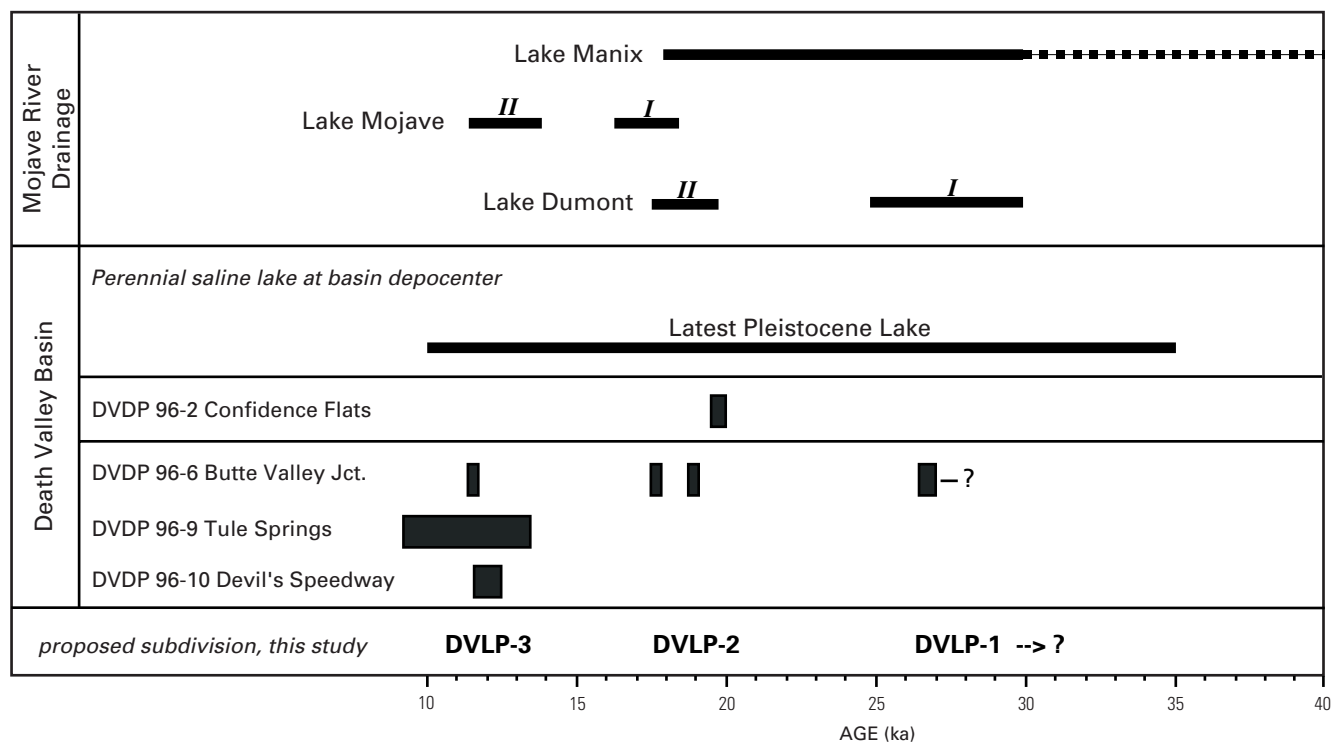 Mojave River
Drainage
Lake Manix
Lake Mojave
II
I
Lake Dumont
II
I
Death Valley Basin
Perennial saline lake at basin depocenter
Latest Pleistocene Lake
DVDP 96-2 Confidence Flats
DVDP 96-6 Butte Valley Jct.
– ?
DVDP 96-9 Tule Springs
DVDP 96-10 Devil's Speedway
proposed subdivision, this study
DVLP-3
DVLP-2
DVLP-1 --> ?
10 15 20 25 30 35 40
AGE (ka)